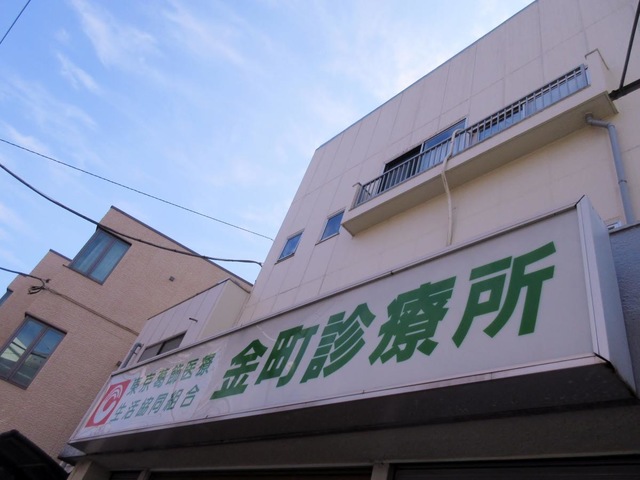 東京葛飾医療
生活協同組合
金町診療所